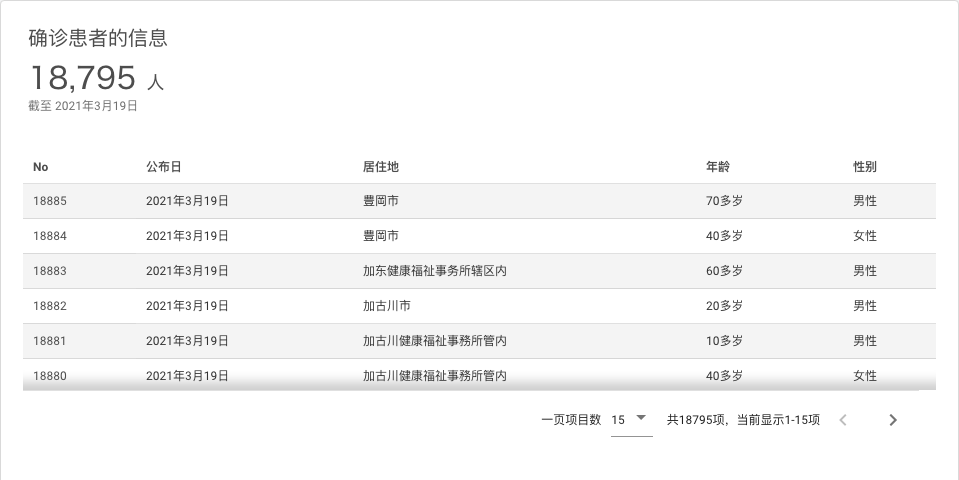 确诊患者的信息
18,795 人
截至 2021年3月19日
No 公布日 居住地 年龄 性别
18885 2021年3月19日 豊岡市 70多岁 男性
18884 2021年3月19日 豊岡市 40多岁 女性
18883 2021年3月19日 加东健康福祉事务所辖区内 60多岁 男性
18882 2021年3月19日 加古川市 20多岁 男性
18881 2021年3月19日 加古川健康福祉事務所管内 10多岁 男性
18880 2021年3月19日 加古川健康福祉事務所管内 40多岁 女性
一页项目数 15 共18795项，当前显示1-15项